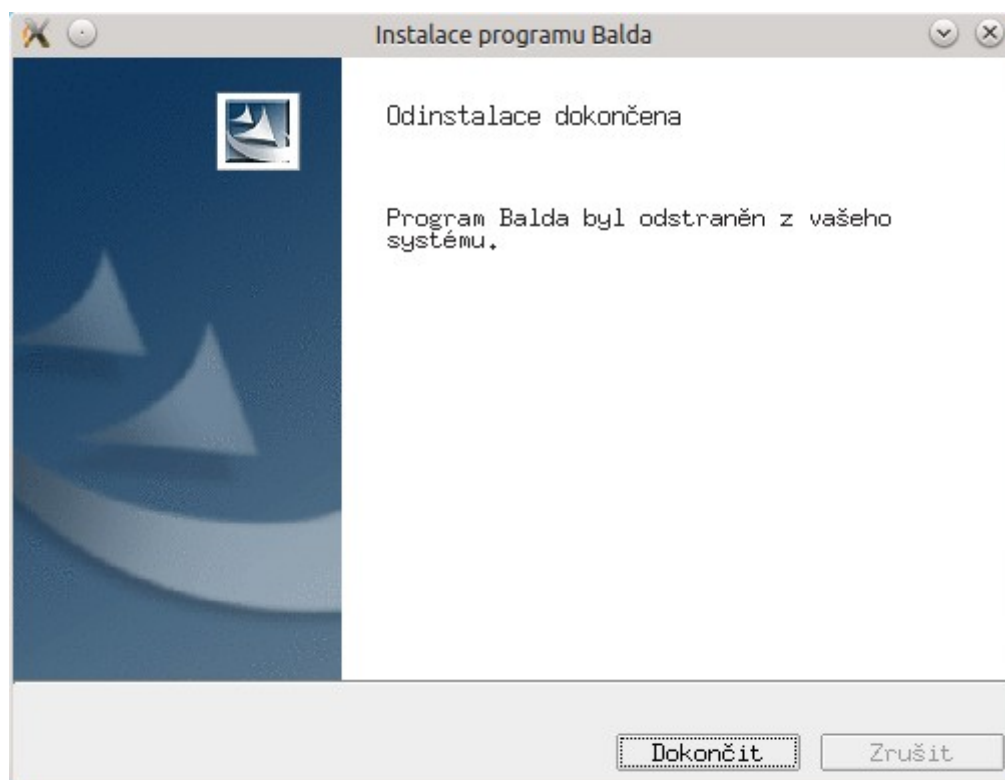 Instalace programu Balda
Odinstalace dokončena
Program Balda byl odstraněn z vašeho
systému.
Dokončit
Zrušit